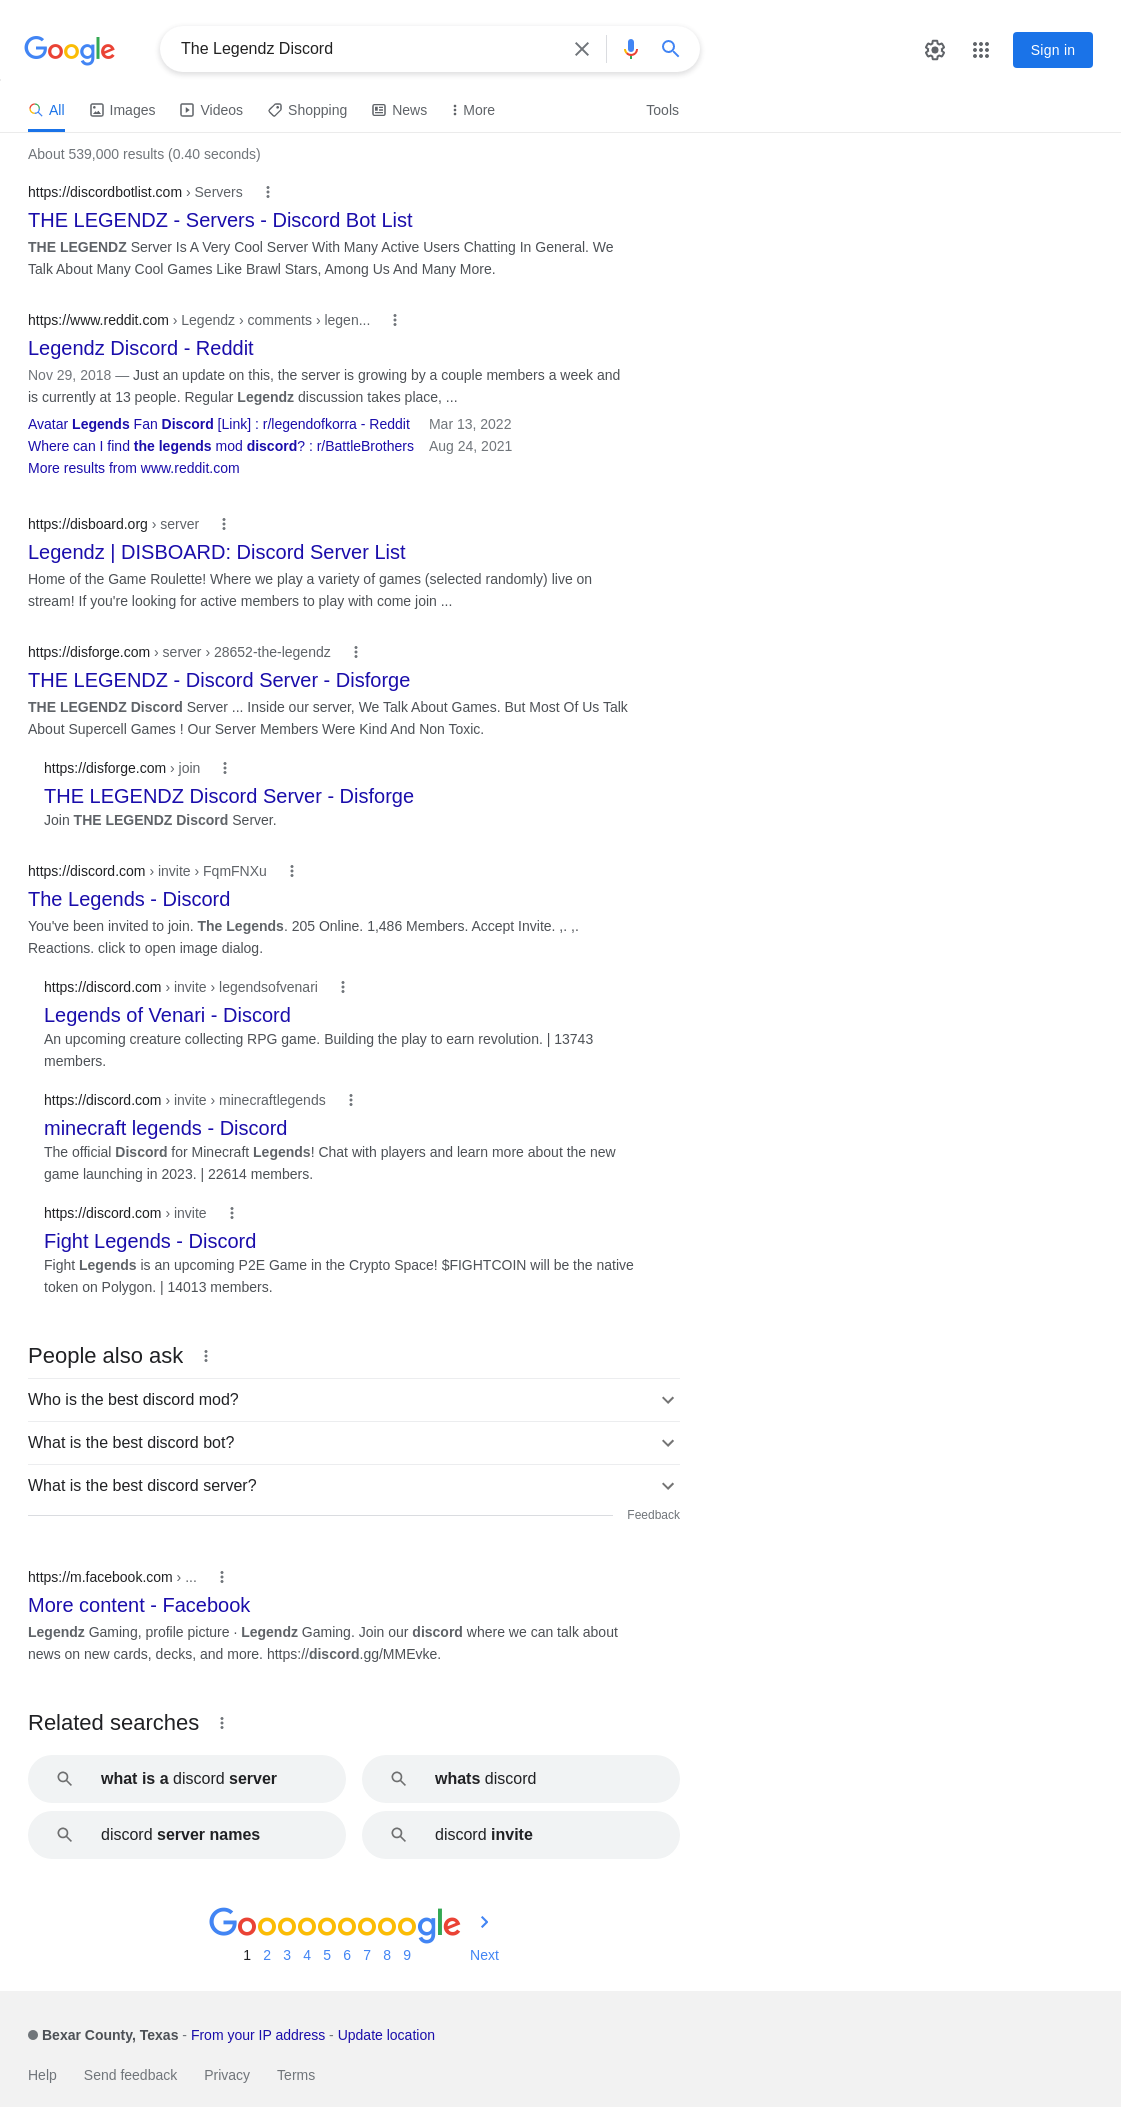 Google
The Legendz Discord
Sign in
All Images Videos Shopping News More Tools
About 539,000 results (0.40 seconds)
https://discordbotlist.com › Servers
THE LEGENDZ - Servers - Discord Bot List
THE LEGENDZ Server Is A Very Cool Server With Many Active Users Chatting In General. We
Talk About Many Cool Games Like Brawl Stars, Among Us And Many More.
https://www.reddit.com › Legendz › comments › legen...
Legendz Discord - Reddit
Nov 29, 2018 — Just an update on this, the server is growing by a couple members a week and
is currently at 13 people. Regular Legendz discussion takes place, ...
Avatar Legends Fan Discord [Link] : r/legendofkorra - Reddit Mar 13, 2022
Where can I find the legends mod discord? : r/BattleBrothers Aug 24, 2021
More results from www.reddit.com
https://disboard.org › server
Legendz | DISBOARD: Discord Server List
Home of the Game Roulette! Where we play a variety of games (selected randomly) live on
stream! If you're looking for active members to play with come join ...
https://disforge.com › server › 28652-the-legendz
THE LEGENDZ - Discord Server - Disforge
THE LEGENDZ Discord Server ... Inside our server, We Talk About Games. But Most Of Us Talk
About Supercell Games ! Our Server Members Were Kind And Non Toxic.
https://disforge.com › join
THE LEGENDZ Discord Server - Disforge
Join THE LEGENDZ Discord Server.
https://discord.com › invite › FqmFNXu
The Legends - Discord
You've been invited to join. The Legends. 205 Online. 1,486 Members. Accept Invite. ,. ,.
Reactions. click to open image dialog.
https://discord.com › invite › legendsofvenari
Legends of Venari - Discord
An upcoming creature collecting RPG game. Building the play to earn revolution. | 13743
members.
https://discord.com › invite › minecraftlegends
minecraft legends - Discord
The official Discord for Minecraft Legends! Chat with players and learn more about the new
game launching in 2023. | 22614 members.
https://discord.com › invite
Fight Legends - Discord
Fight Legends is an upcoming P2E Game in the Crypto Space! $FIGHTCOIN will be the native
token on Polygon. | 14013 members.
People also ask
Who is the best discord mod?
What is the best discord bot?
What is the best discord server?
Feedback
https://m.facebook.com › ...
More content - Facebook
Legendz Gaming, profile picture · Legendz Gaming. Join our discord where we can talk about
news on new cards, decks, and more. https://discord.gg/MMEvke.
Related searches
what is a discord server
whats discord
discord server names
discord invite
Gooooooooogle
1 2 3 4 5 6 7 8 9 Next
Bexar County, Texas - From your IP address - Update location
Help Send feedback Privacy Terms